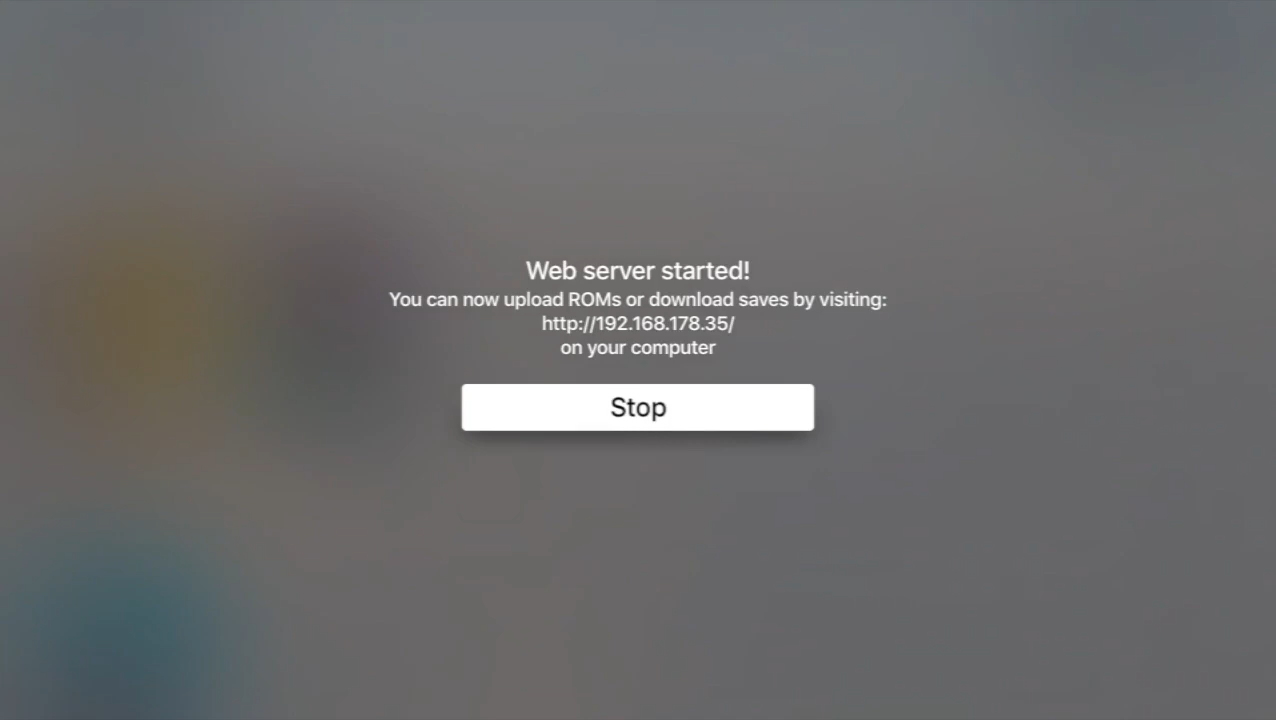 Web server started!
You can now upload ROMs or download saves by visiting:
http://192.168.178.35/
on your computer
Stop